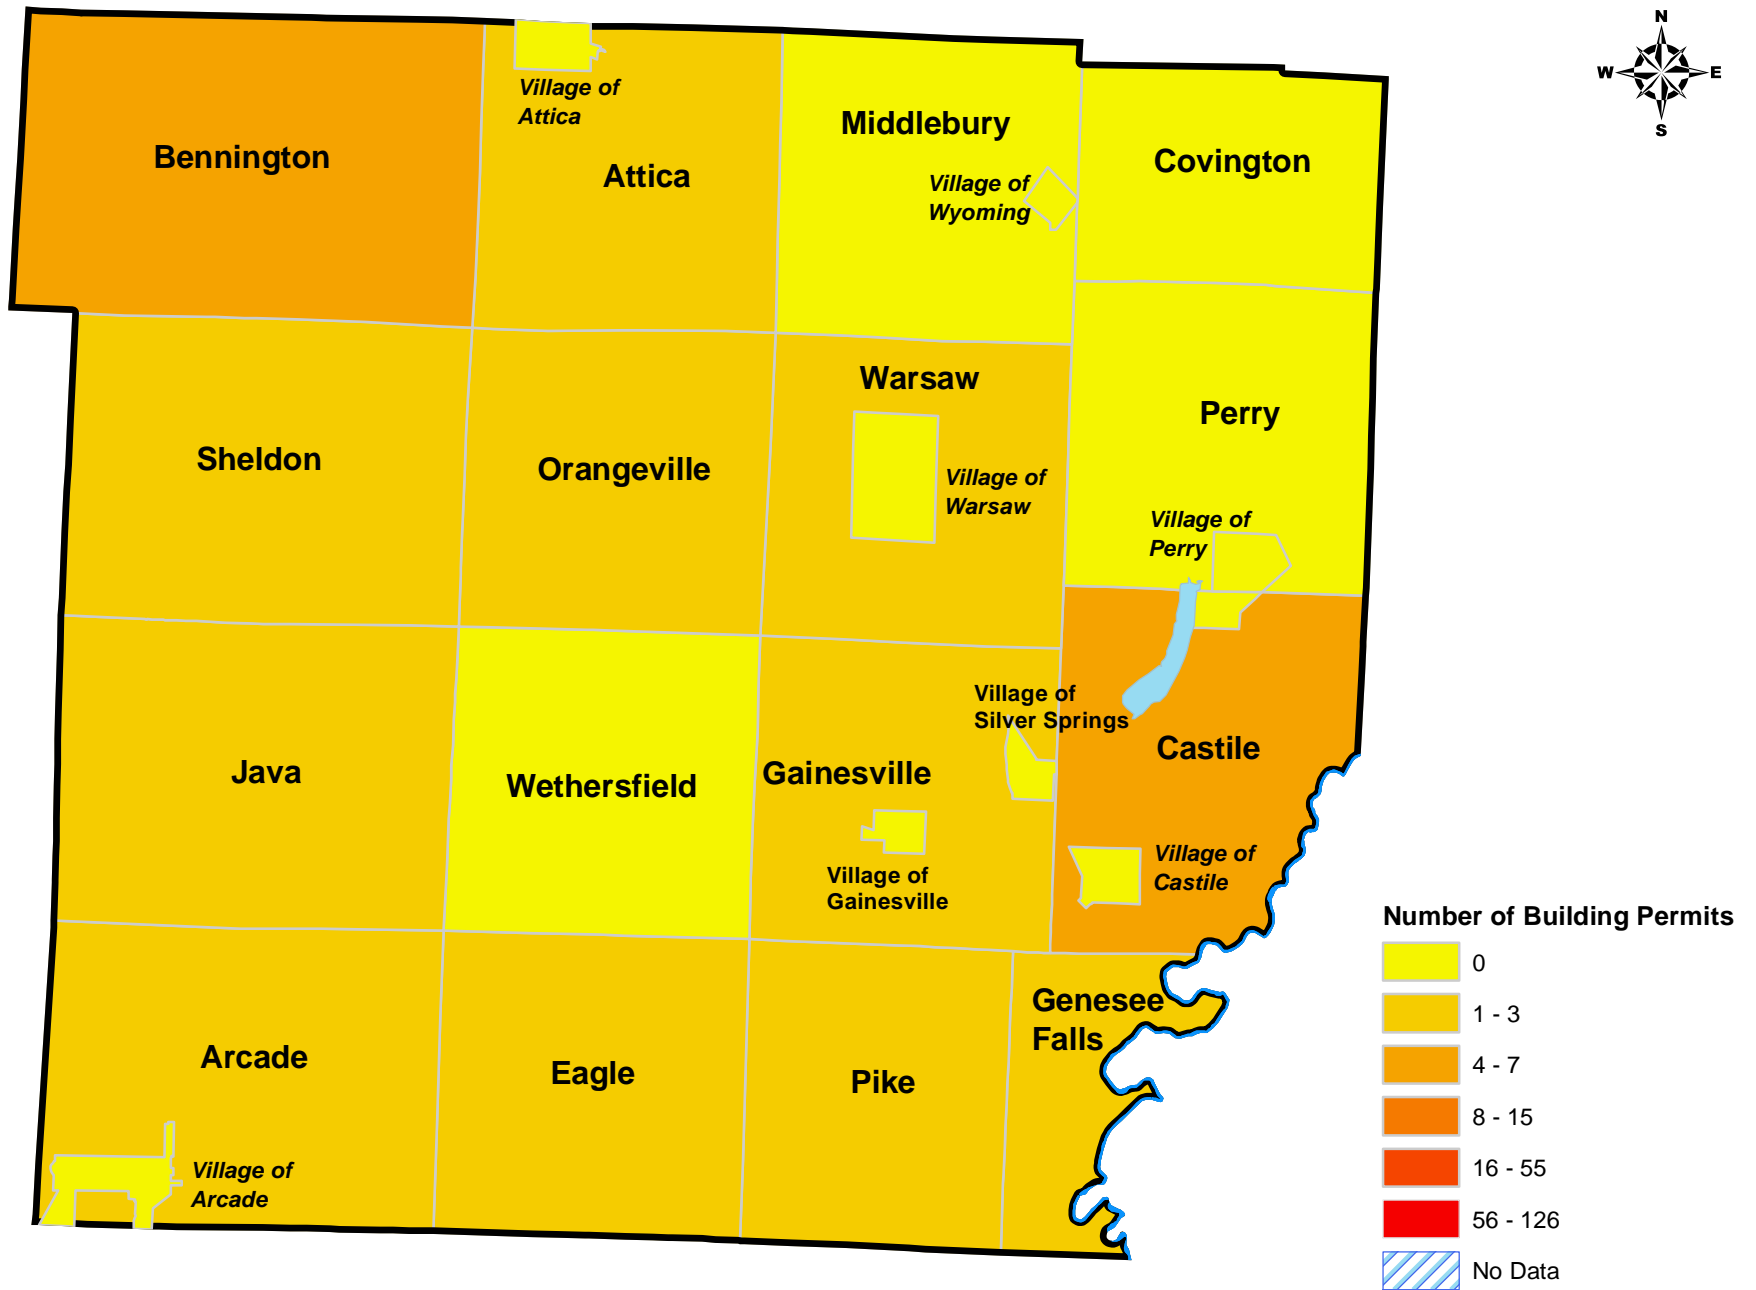 N
W E
S
Village of
Attica
Middlebury
Bennington
Covington
Attica
Village of
Wyoming
Warsaw
Perry
Sheldon
Orangeville
Village of
Warsaw
Village of
Perry
Village of
Silver Springs
Castile
Java
Wethersfield
Gainesville
Village of
Castile
Village of
Gainesville
Number of Building Permits
0
1 - 3
4 - 7
8 - 15
16 - 55
56 - 126
No Data
Genesee
Falls
Arcade
Eagle
Pike
Village of
Arcade